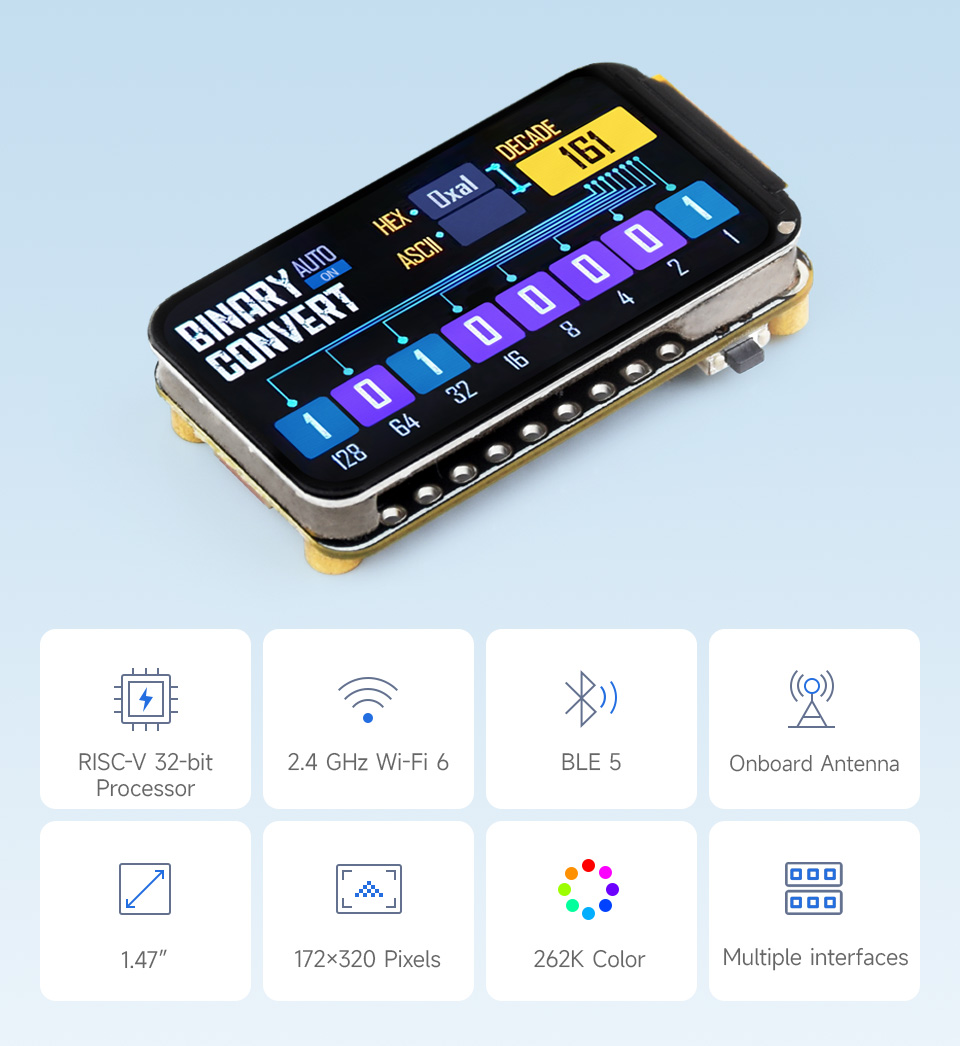 DECADE
161
HEX
0xa1
ASCII
AUTO
ON
BINARY
CONVERT
1 0 1 0 0 0 0 1
128 64 32 16 8 4 2 1
RISC-V 32-bit
Processor
2.4 GHz Wi-Fi 6
BLE 5
Onboard Antenna
1.47″
172×320 Pixels
262K Color
Multiple interfaces